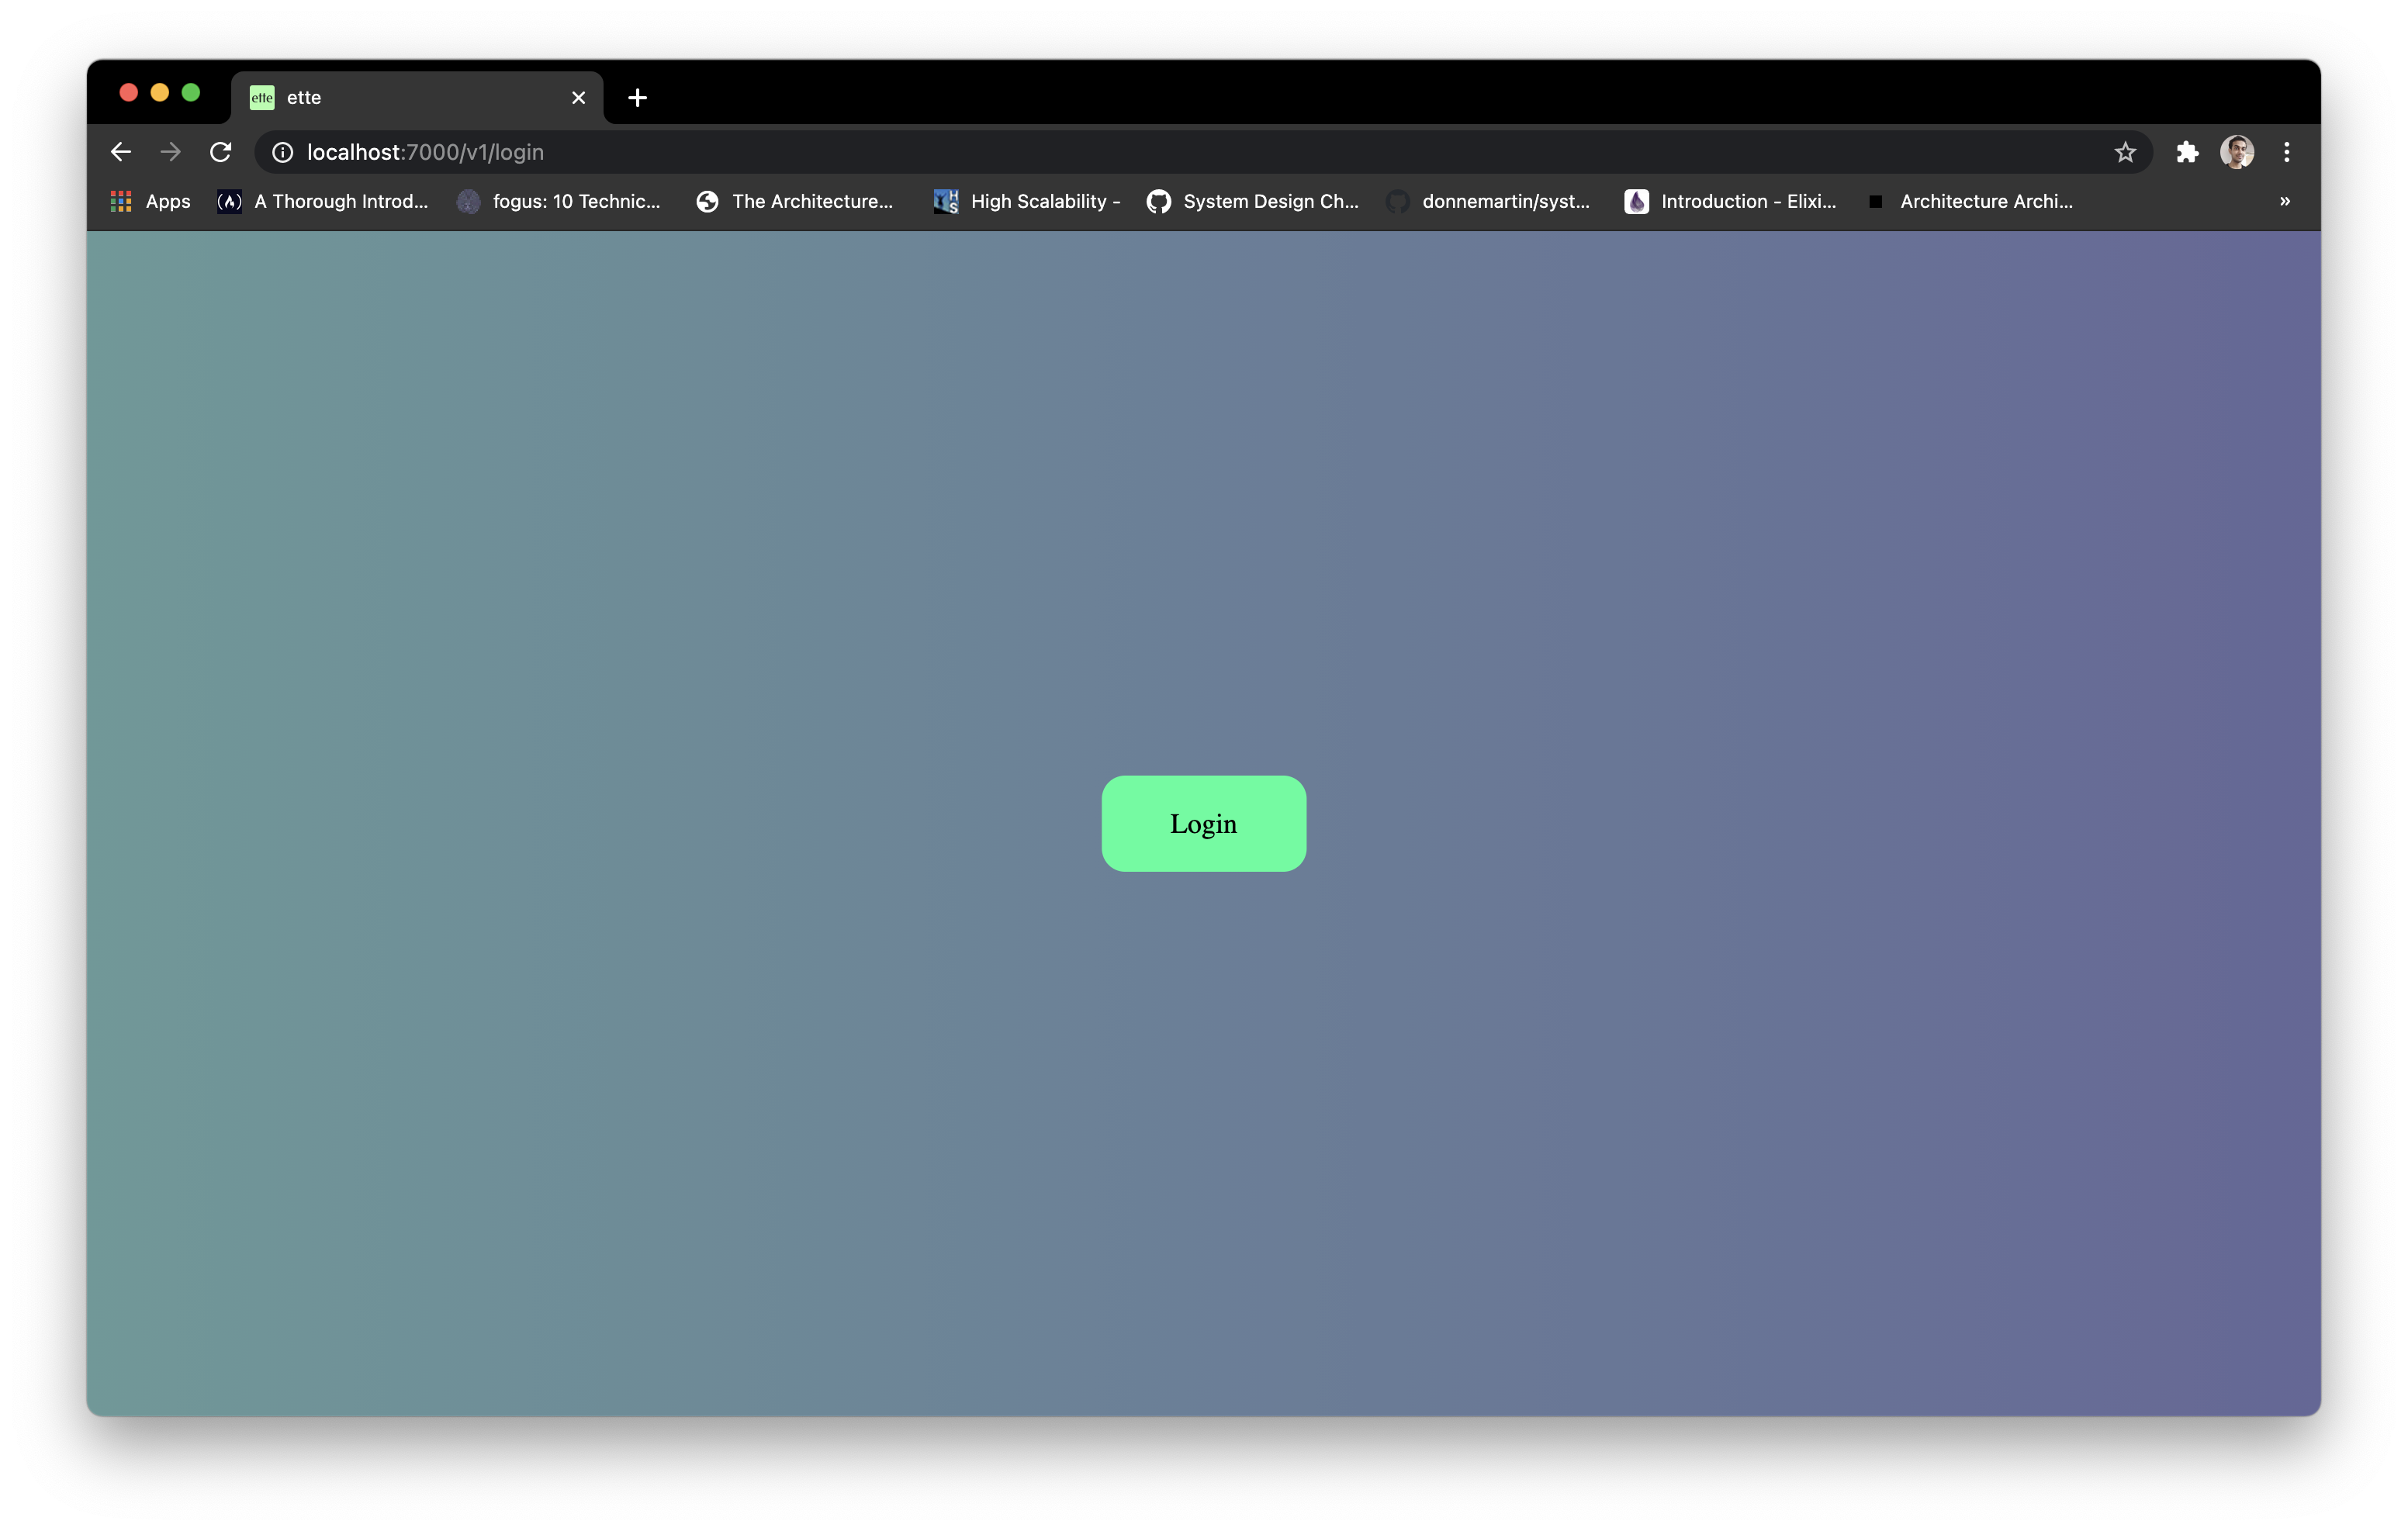 ette ette
localhost:7000/v1/login
Apps A Thorough Introd... fogus: 10 Technic... The Architecture... High Scalability - System Design Ch... donnemartin/syst... Introduction - Elixi... Architecture Archi... »
Login